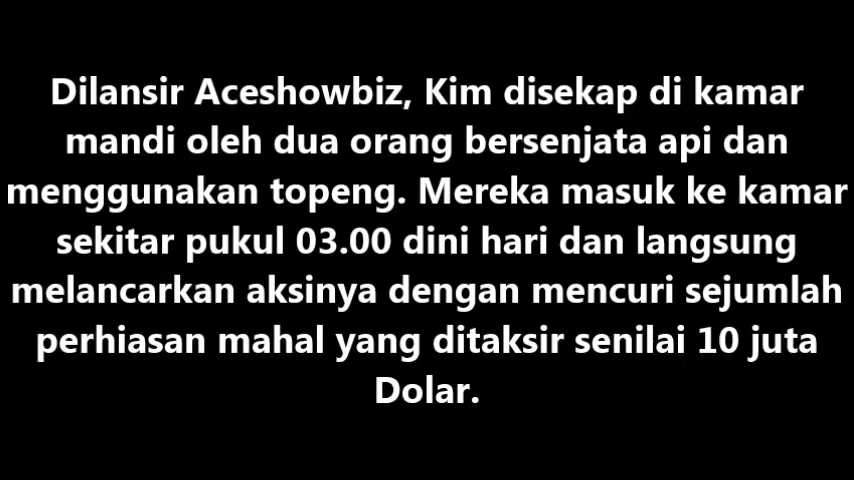 Dilansir Aceshowbiz, Kim disekap di kamar
mandi oleh dua orang bersenjata api dan
menggunakan topeng. Mereka masuk ke kamar
sekitar pukul 03.00 dini hari dan langsung
melancarkan aksinya dengan mencuri sejumlah
perhiasan mahal yang ditaksir senilai 10 juta
Dolar.